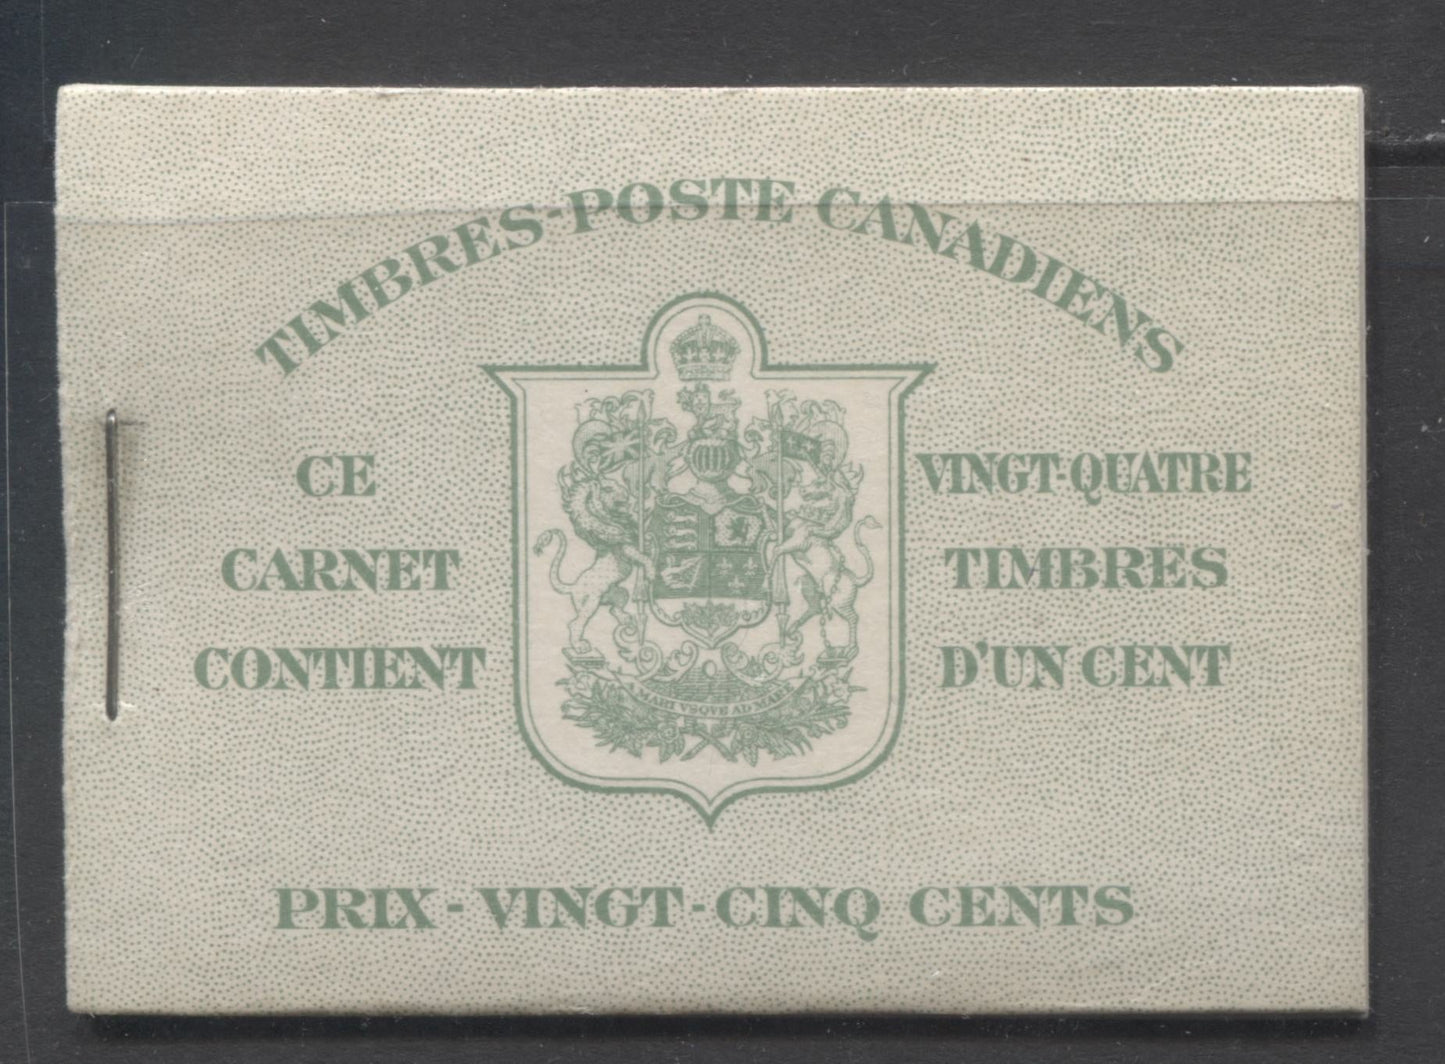 TIMBRES-POSTE CANADIENS
CE
CARNET
CONTIENT
VINGT-QUATRE
TIMBRES
D'UN CENT
A MARI VSQVE AD MARE
PRIX - VINGT-CINQ CENTS